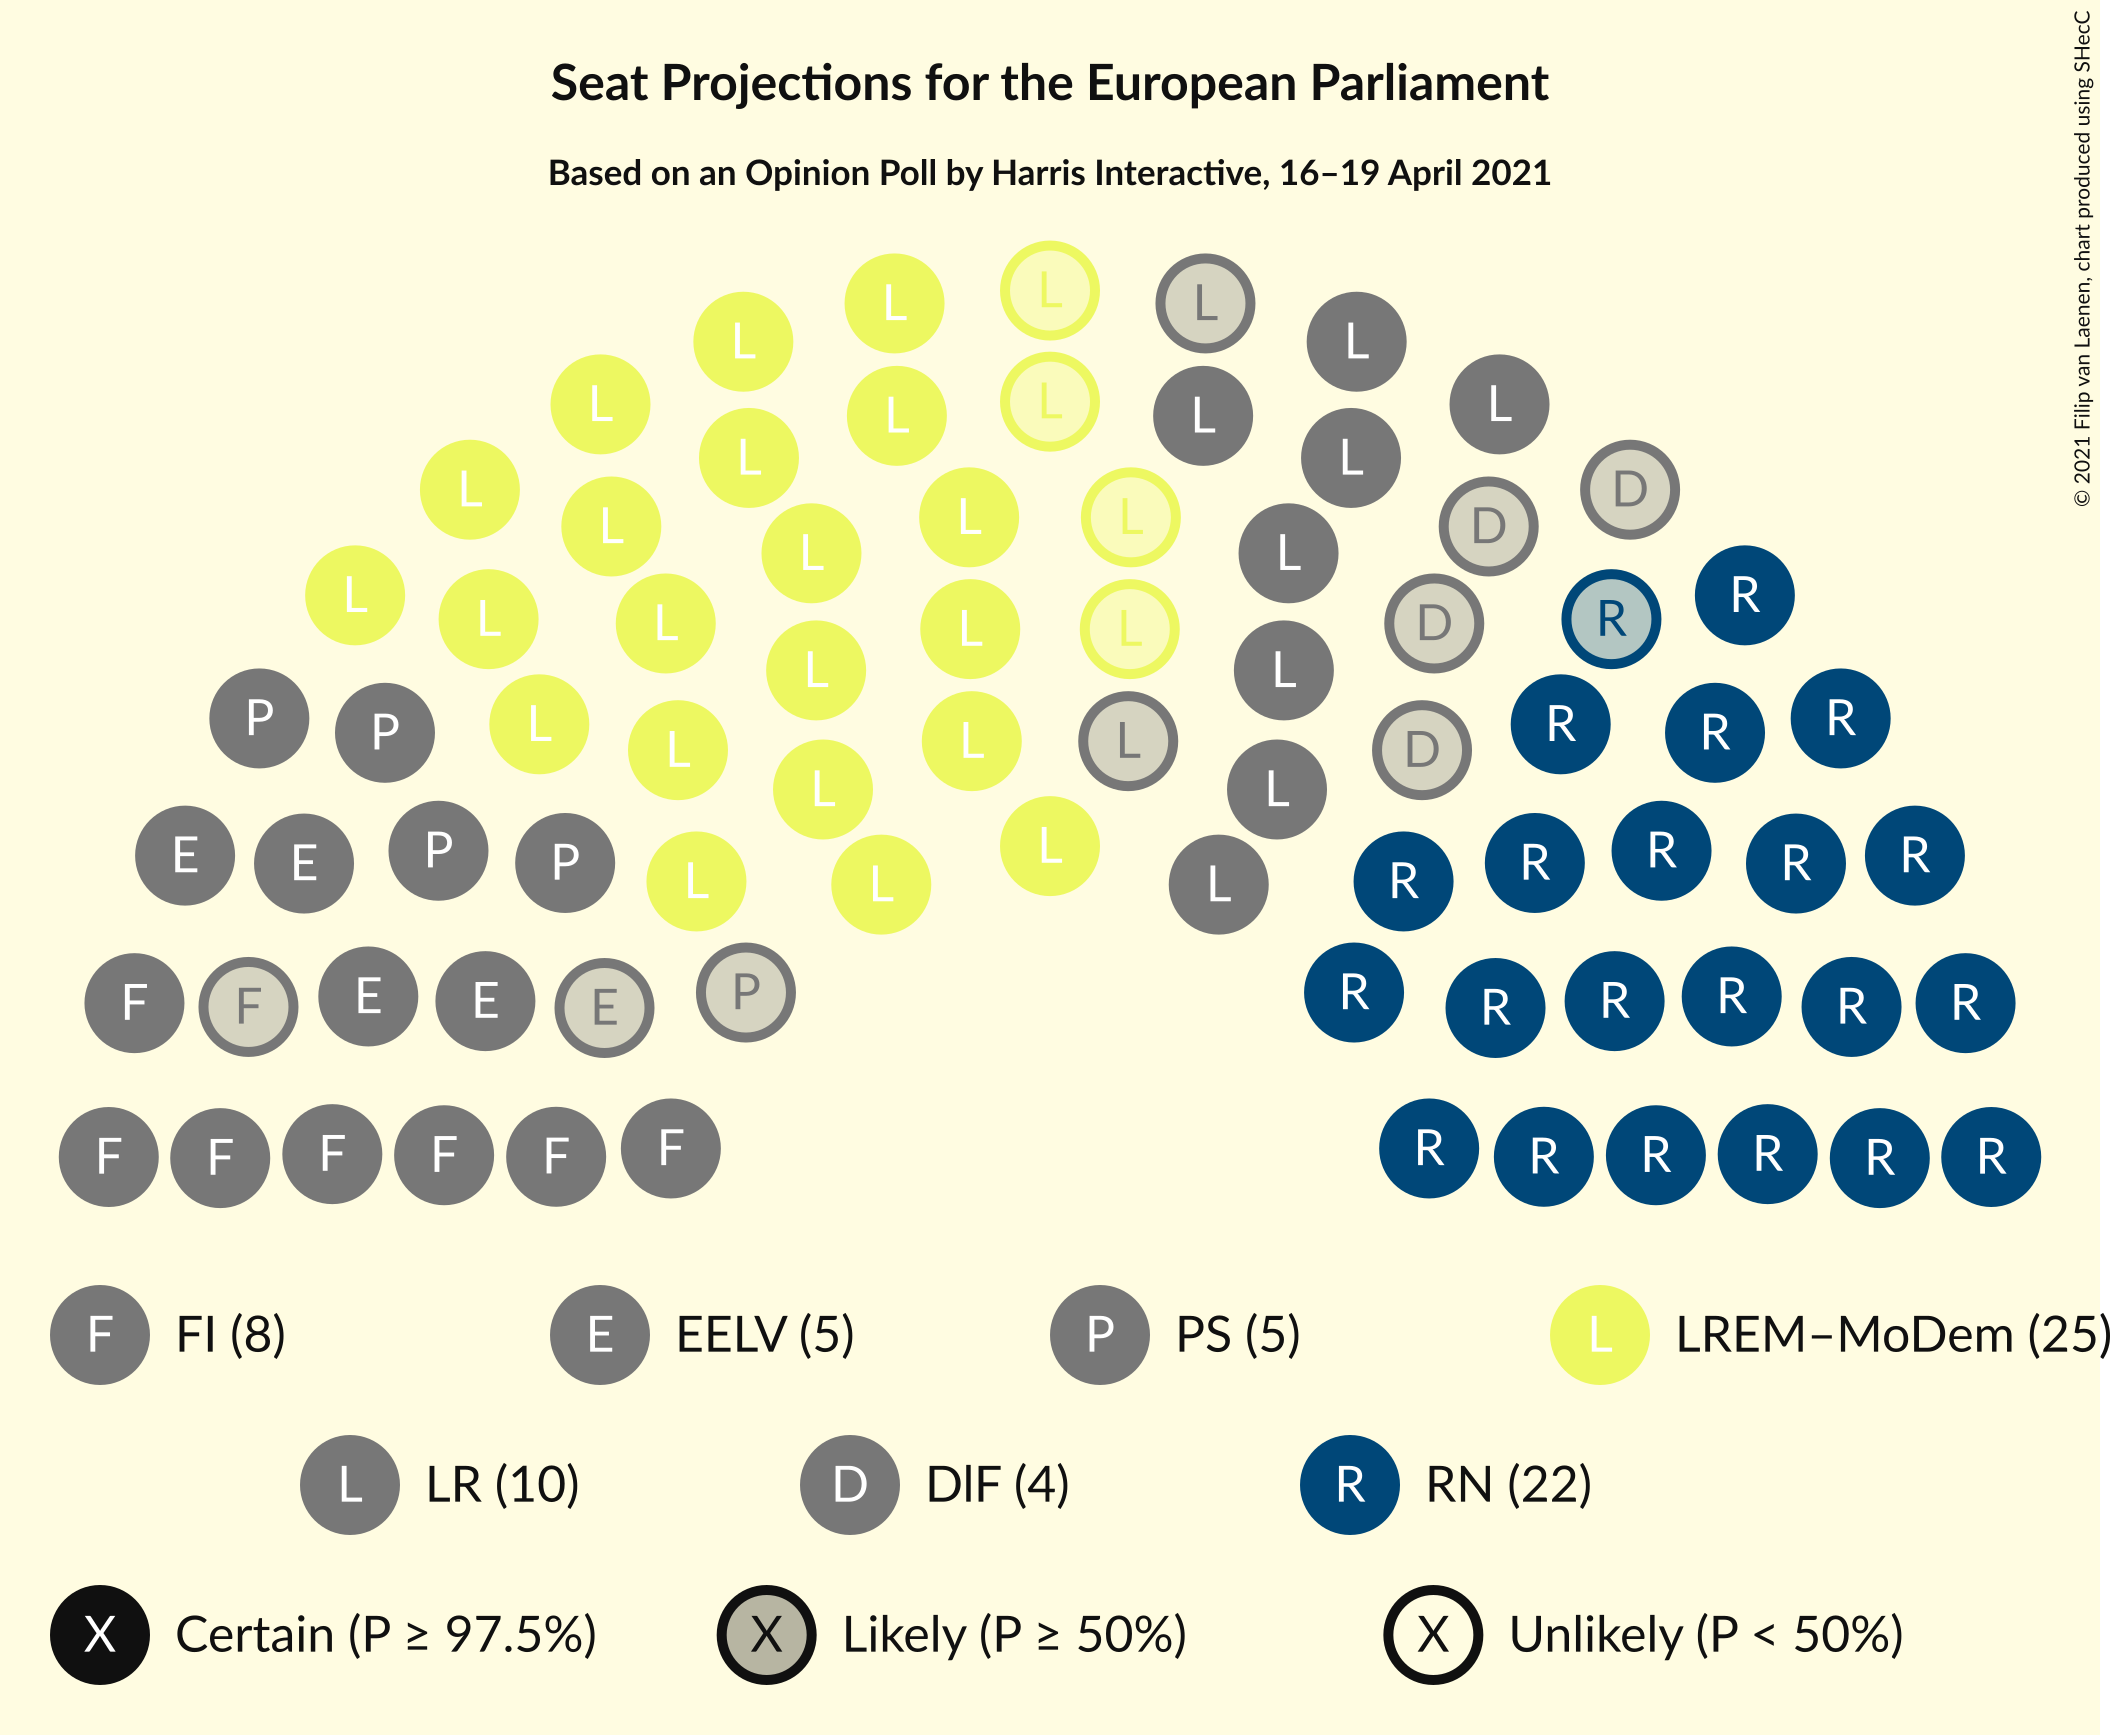 Seat Projections for the European Parliament
Based on an Opinion Poll by Harris Interactive, 16–19 April 2021
© 2021 Filip van Laenen, chart produced using SHecC
L L L L L
L L L
L L L L
L L D
L L L L D
L L L D
L R R
L L L L
P P L L L L D R R R
L L L
E E P P L L L L R R R R R
F F E E E P R R R R R R
F F F F F F R R R R R R
F FI (8) E EELV (5) P PS (5) L LREM–MoDem (25)
L LR (10) D DIF (4) R RN (22)
X Certain (P ≥ 97.5%) X Likely (P ≥ 50%) X Unlikely (P < 50%)